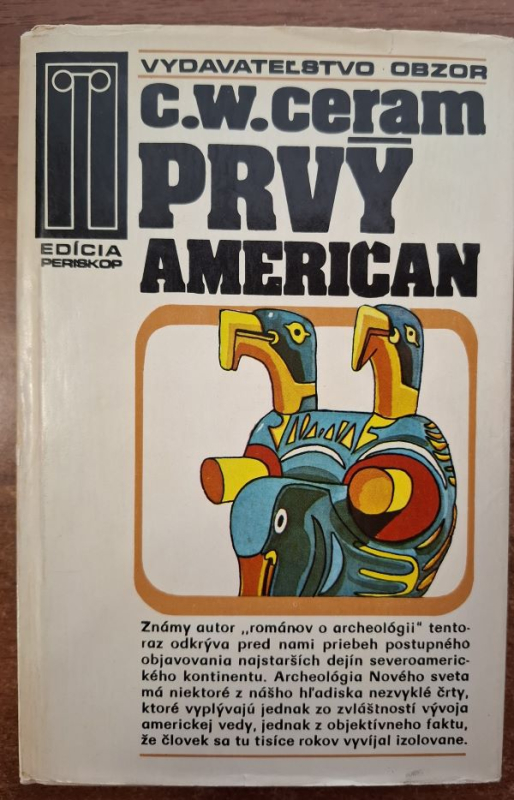 VYDAVATEĽSTVO OBZOR
c.w.ceram
PRVÝ
AMERIČAN
EDÍCIA
PERISKOP
Známy autor ,,románov o archeológii" tento-
raz odkrýva pred nami priebeh postupného
objavovania najstarších dejín severoameric-
kého kontinentu. Archeológia Nového sveta
má niektoré z nášho hľadiska nezvyklé črty,
ktoré vyplývajú jednak zo zvláštností vývoja
americkej vedy, jednak z objektívneho faktu,
že človek sa tu tisíce rokov vyvíjal izolovane.